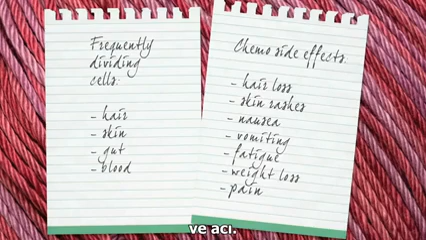 Frequently
dividing
cells:
- hair
- skin
- gut
- blood
Chemo side effects:
- hair loss
- skin rashes
- nausea
- vomiting
- fatigue
- weight loss
- pain
ve acı.